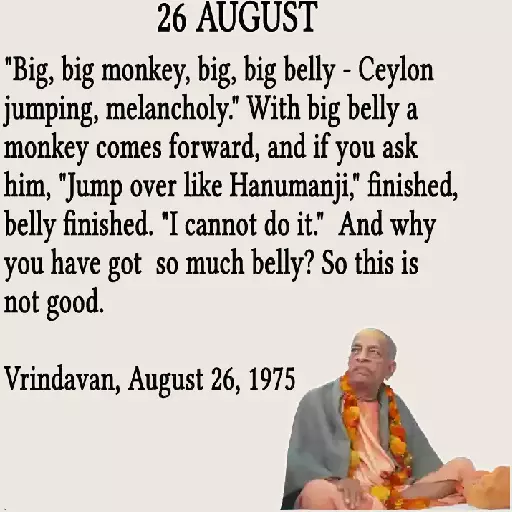 26 AUGUST
"Big, big monkey, big, big belly - Ceylon
jumping, melancholy." With big belly a
monkey comes forward, and if you ask
him, "Jump over like Hanumanji," finished,
belly finished. "I cannot do it."  And why
you have got  so much belly? So this is
not good.
Vrindavan, August 26, 1975